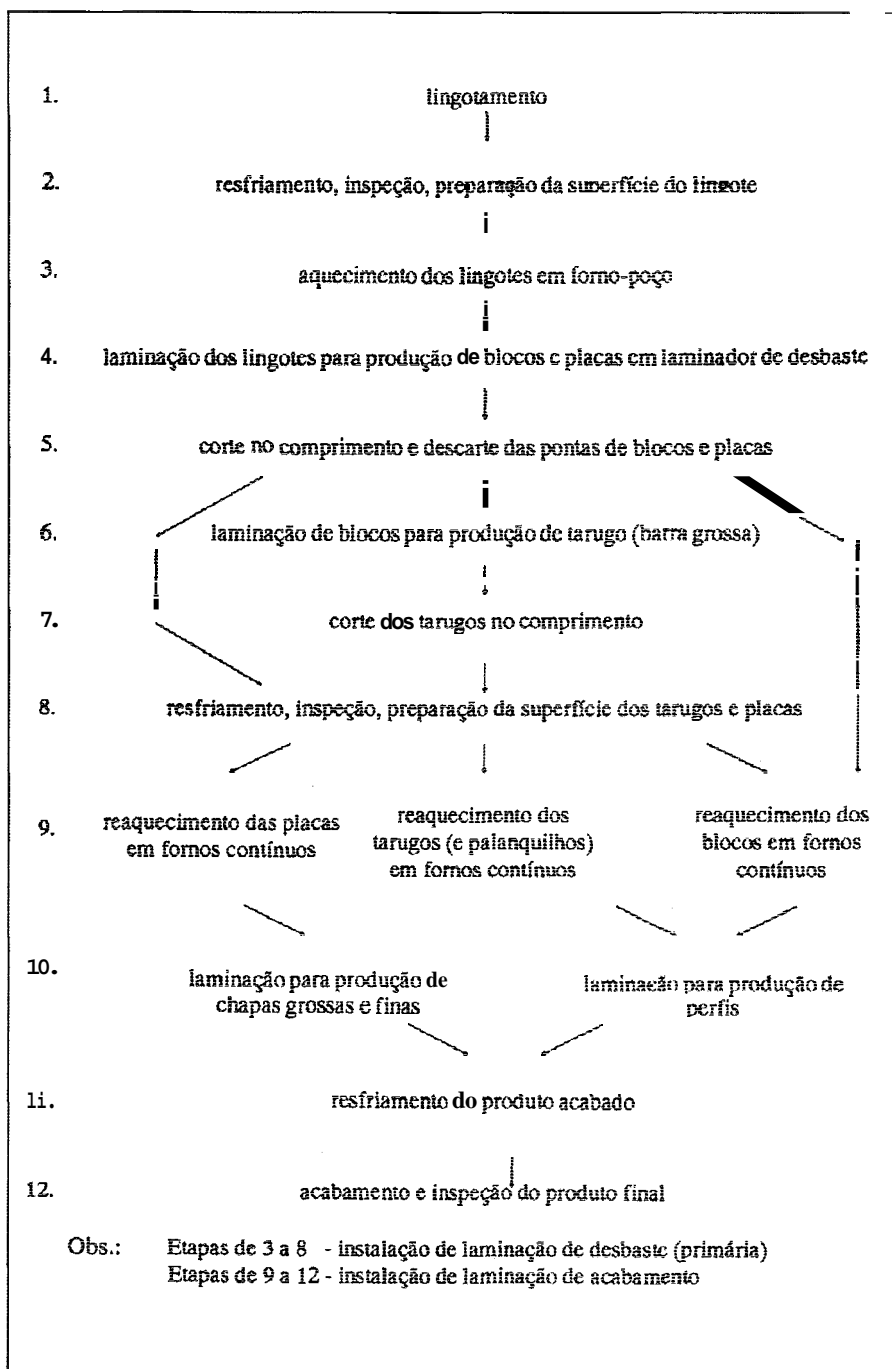 1. lingotamento
2. resfriamento, inspeção, preparação da superfície do lingote
3. aquecimento dos lingotes em forno-poço
4. laminação dos lingotes para produção de blocos e placas em laminador de desbaste
5. corte no comprimento e descarte das pontas de blocos e placas
6. laminação de blocos para produção de tarugo (barra grossa)
7. corte dos tarugos no comprimento
8. resfriamento, inspeção, preparação da superfície dos tarugos e placas
9. reaquecimento das placas
em fornos contínuos
reaquecimento dos
tarugos (e palanquilhos)
em fornos contínuos
reaquecimento dos
blocos em fornos
contínuos
10. laminação para produção de
chapas grossas e finas
laminação para produção de
perfis
1i. resfriamento do produto acabado
12. acabamento e inspeção do produto final
Obs.: Etapas de 3 a 8 - instalação de laminação de desbaste (primária)
Etapas de 9 a 12 - instalação de laminação de acabamento